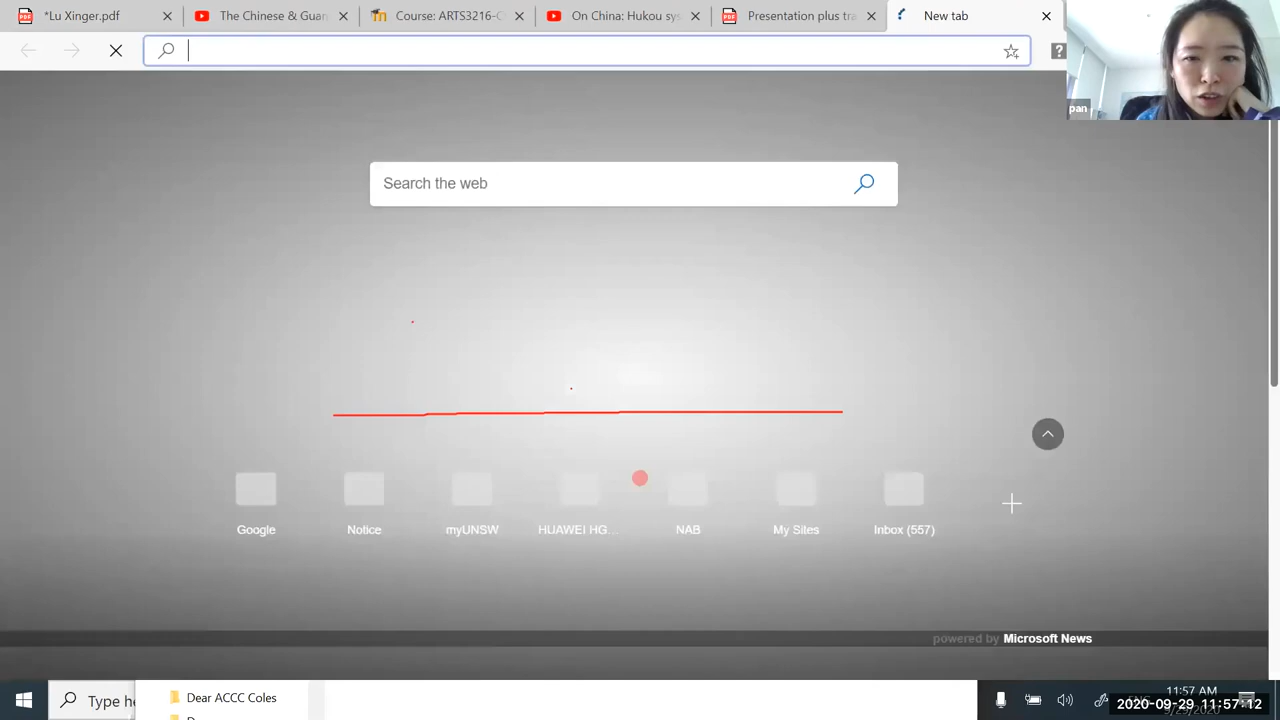 *Lu Xinger.pdf
The Chinese & Guan
Course: ARTS3216-C
On China: Hukou sys
Presentation plus tra
New tab
pan
Search the web
Google
Notice
myUNSW
HUAWEI HG...
NAB
My Sites
Inbox (557)
powered by Microsoft News
Type he
Dear ACCC Coles
ENG
11:57 AM
2020-09-29 11:57:12